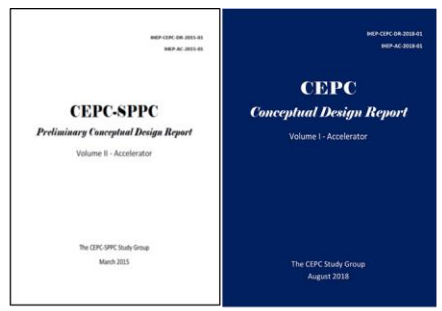 IHEP-CEPC-DR-2015-01
IHEP-AC-2015-01
CEPC-SPPC
Preliminary Conceptual Design Report
Volume II - Accelerator
The CEPC-SPPC Study Group
March 2015
IHEP-CEPC-DR-2018-01
IHEP-AC-2018-01
CEPC
Conceptual Design Report
Volume I - Accelerator
The CEPC Study Group
August 2018